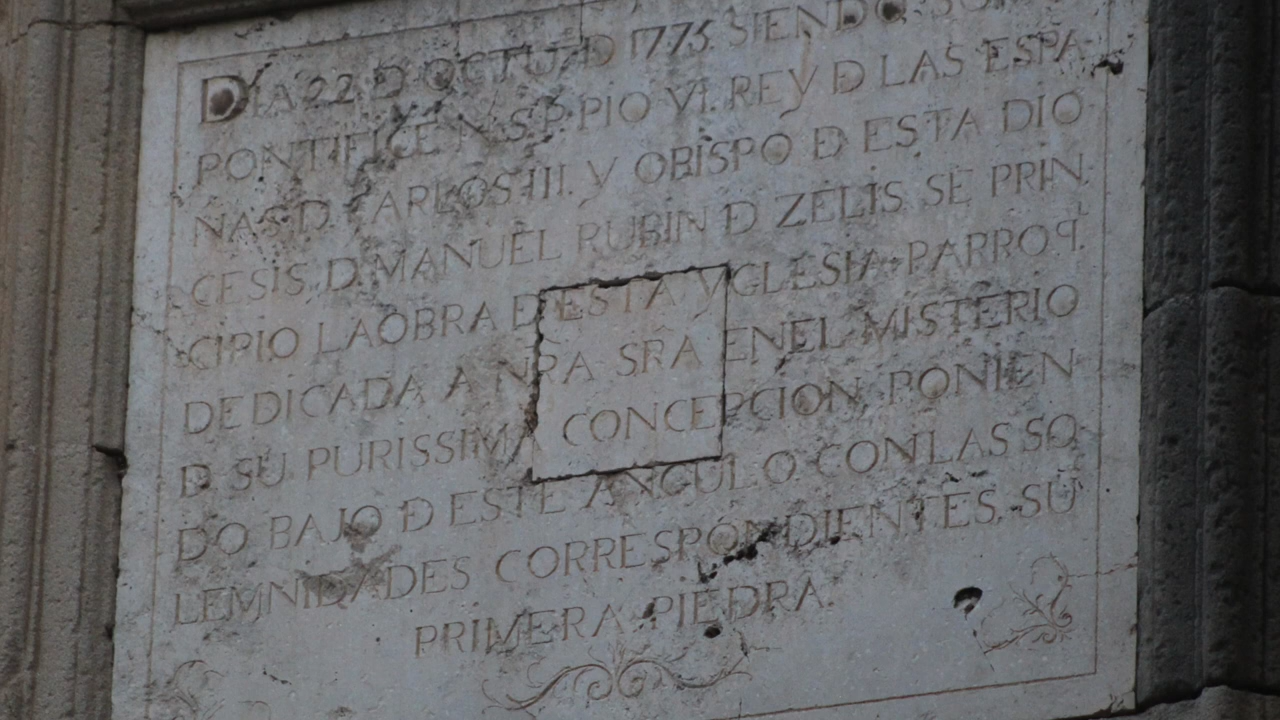 DIA 22 Đ OCTU. Đ 1775. SIENDO SUMO
PONTIFICE N. S. P. PIO VI. REY Đ LAS ESPA
ÑAS D. CARLOS III. Y OBISPO Đ ESTA DIO
CESIS, D. MANUEL RUBIN Đ ZELIS. SE PRIN.
CIPIO LA OBRA Đ ESTA YGLESIA PARROQ.
DEDICADA A NRA SRA EN EL MISTERIO
Đ. SU PURISSIMA CONCEPCION, PONIEN
DO BAJO Đ ESTE ANGULO CON LAS SO
LEMNIDADES CORRESPONDIENTES, SU
PRIMERA PIEDRA.